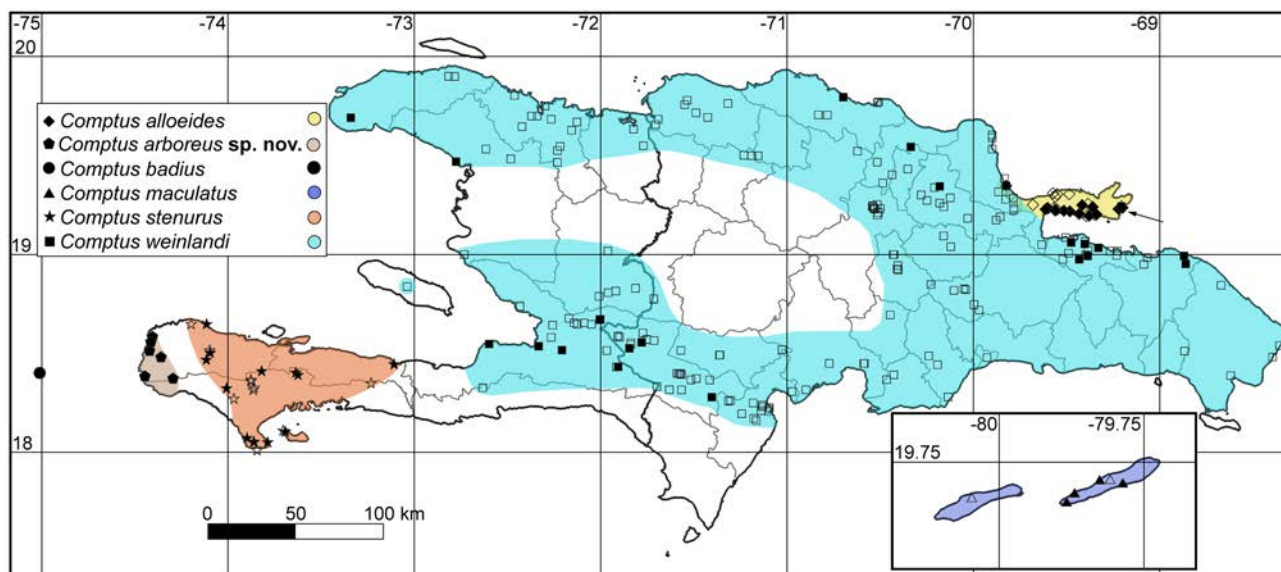 -75 -74 -73 -72 -71 -70 -69
20
Comptus alloeides
Comptus arboreus sp. nov.
Comptus badius
Comptus maculatus
Comptus stenurus
Comptus weinlandi
19
18
-80 -79.75
19.75
0 50 100 km